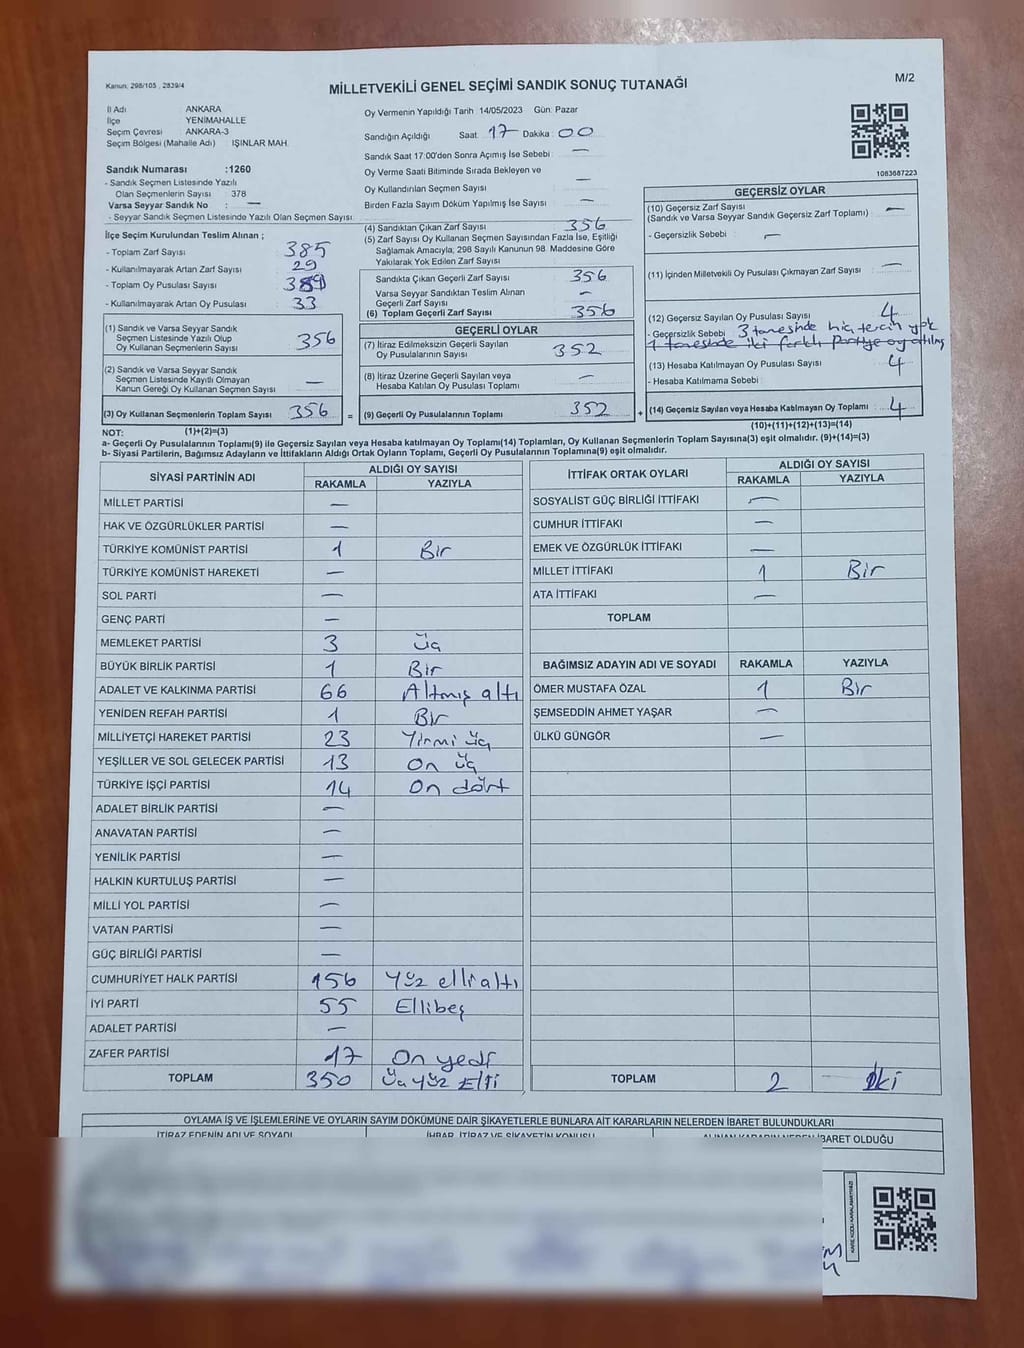 Kanun: 298/105 , 2839/4
MİLLETVEKİLİ GENEL SEÇİMİ SANDIK SONUÇ TUTANAĞI
M/2
İl Adı ANKARA
İlçe YENİMAHALLE
Seçim Çevresi ANKARA-3
Seçim Bölgesi (Mahalle Adı) IŞINLAR MAH.
Sandık Numarası :1260
- Sandık Seçmen Listesinde Yazılı
Olan Seçmenlerin Sayısı 378
Varsa Seyyar Sandık No : —
- Seyyar Sandık Seçmen Listesinde Yazılı Olan Seçmen Sayısı:
Oy Vermenin Yapıldığı Tarih 14/05/2023 Gün: Pazar
Sandığın Açıldığı Saat 17 Dakika : 00
Sandık Saat 17:00'den Sonra Açımış İse Sebebi : —
Oy Verme Saati Bitiminde Sırada Bekleyen ve
Oy Kullandırılan Seçmen Sayısı —
Birden Fazla Sayım Döküm Yapılmış İse Sayısı : —
1083687223
İlçe Seçim Kurulundan Teslim Alınan ;
- Toplam Zarf Sayısı 385
- Kullanılmayarak Artan Zarf Sayısı 29
- Toplam Oy Pusulası Sayısı 389
- Kullanılmayarak Artan Oy Pusulası 33
(1) Sandık ve Varsa Seyyar Sandık
Seçmen Listesinde Yazılı Olup
Oy Kullanan Seçmenlerin Sayısı 356
(2) Sandık ve Varsa Seyyar Sandık
Seçmen Listesinde Kayıtlı Olmayan
Kanun Gereği Oy Kullanan Seçmen Sayısı —
(3) Oy Kullanan Seçmenlerin Toplam Sayısı 356 =
(4) Sandıktan Çıkan Zarf Sayısı 356
(5) Zarf Sayısı Oy Kullanan Seçmen Sayısından Fazla İse, Eşitliği
Sağlamak Amacıyla, 298 Sayılı Kanunun 98. Maddesine Göre
Yakılarak Yok Edilen Zarf Sayısı
Sandıkta Çıkan Geçerli Zarf Sayısı 356
Varsa Seyyar Sandıktan Teslim Alınan
Geçerli Zarf Sayısı —
(6) Toplam Geçerli Zarf Sayısı 356
GEÇERLİ OYLAR
(7) İtiraz Edilmeksizin Geçerli Sayılan
Oy Pusulalarının Sayısı 352
(8) İtiraz Üzerine Geçerli Sayılan veya
Hesaba Katılan Oy Pusulası Toplamı —
(9) Geçerli Oy Pusulalarının Toplamı 352 +
GEÇERSİZ OYLAR
(10) Geçersiz Zarf Sayısı —
(Sandık ve Varsa Seyyar Sandık Geçersiz Zarf Toplamı)
- Geçersizlik Sebebi : —
(11) İçinden Milletvekili Oy Pusulası Çıkmayan Zarf Sayısı —
(12) Geçersiz Sayılan Oy Pusulası Sayısı 4
- Geçersizlik Sebebi : 3 tanesinde hiç tercih yok
1 tanesinde iki farklı Partiye oy atılmış
(13) Hesaba Katılmayan Oy Pusulası Sayısı 4
- Hesaba Katılmama Sebebi :
(14) Geçersiz Sayılan veya Hesaba Katılmayan Oy Toplamı 4
(10)+(11)+(12)+(13)=(14)
NOT: (1)+(2)=(3)
a- Geçerli Oy Pusulalarının Toplamı(9) ile Geçersiz Sayılan veya Hesaba katılmayan Oy Toplamı(14) Toplamları, Oy Kullanan Seçmenlerin Toplam Sayısına(3) eşit olmalıdır. (9)+(14)=(3)
b- Siyasi Partilerin, Bağımsız Adayların ve İttifakların Aldığı Ortak Oyların Toplamı, Geçerli Oy Pusulalarının Toplamına(9) eşit olmalıdır.
SİYASİ PARTİNİN ADI ALDIĞI OY SAYISI
RAKAMLA YAZIYLA
MİLLET PARTİSİ —
HAK VE ÖZGÜRLÜKLER PARTİSİ —
TÜRKİYE KOMÜNİST PARTİSİ 1 Bir
TÜRKİYE KOMÜNİST HAREKETİ —
SOL PARTİ —
GENÇ PARTİ —
MEMLEKET PARTİSİ 3 üç
BÜYÜK BİRLİK PARTİSİ 1 Bir
ADALET VE KALKINMA PARTİSİ 66 Altmış altı
YENİDEN REFAH PARTİSİ 1 Bir
MİLLİYETÇİ HAREKET PARTİSİ 23 Yirmi üç
YEŞİLLER VE SOL GELECEK PARTİSİ 13 On üç
TÜRKİYE İŞÇİ PARTİSİ 14 On dört
ADALET BİRLİK PARTİSİ —
ANAVATAN PARTİSİ —
YENİLİK PARTİSİ —
HALKIN KURTULUŞ PARTİSİ —
MİLLİ YOL PARTİSİ —
VATAN PARTİSİ —
GÜÇ BİRLİĞİ PARTİSİ —
CUMHURİYET HALK PARTİSİ 156 Yüz elli altı
İYİ PARTİ 55 Ellibeş
ADALET PARTİSİ —
ZAFER PARTİSİ 17 On yedi
TOPLAM 350 Üç yüz Elli
İTTİFAK ORTAK OYLARI ALDIĞI OY SAYISI
RAKAMLA YAZIYLA
SOSYALİST GÜÇ BİRLİĞİ İTTİFAKI —
CUMHUR İTTİFAKI —
EMEK VE ÖZGÜRLÜK İTTİFAKI —
MİLLET İTTİFAKI 1 Bir
ATA İTTİFAKI —
TOPLAM
BAĞIMSIZ ADAYIN ADI VE SOYADI RAKAMLA YAZIYLA
ÖMER MUSTAFA ÖZAL 1 Bir
ŞEMSEDDİN AHMET YAŞAR —
ÜLKÜ GÜNGÖR —
TOPLAM 2 İki
OYLAMA İŞ VE İŞLEMLERİNE VE OYLARIN SAYIM DÖKÜMÜNE DAİR ŞİKAYETLERLE BUNLARA AİT KARARLARIN NELERDEN İBARET BULUNDUKLARI
İTİRAZ EDENİN ADI VE SOYADI İHBAR, İTİRAZ VE ŞİKAYETİN KONUSU ALINAN KARARIN NEDEN İBARET OLDUĞU